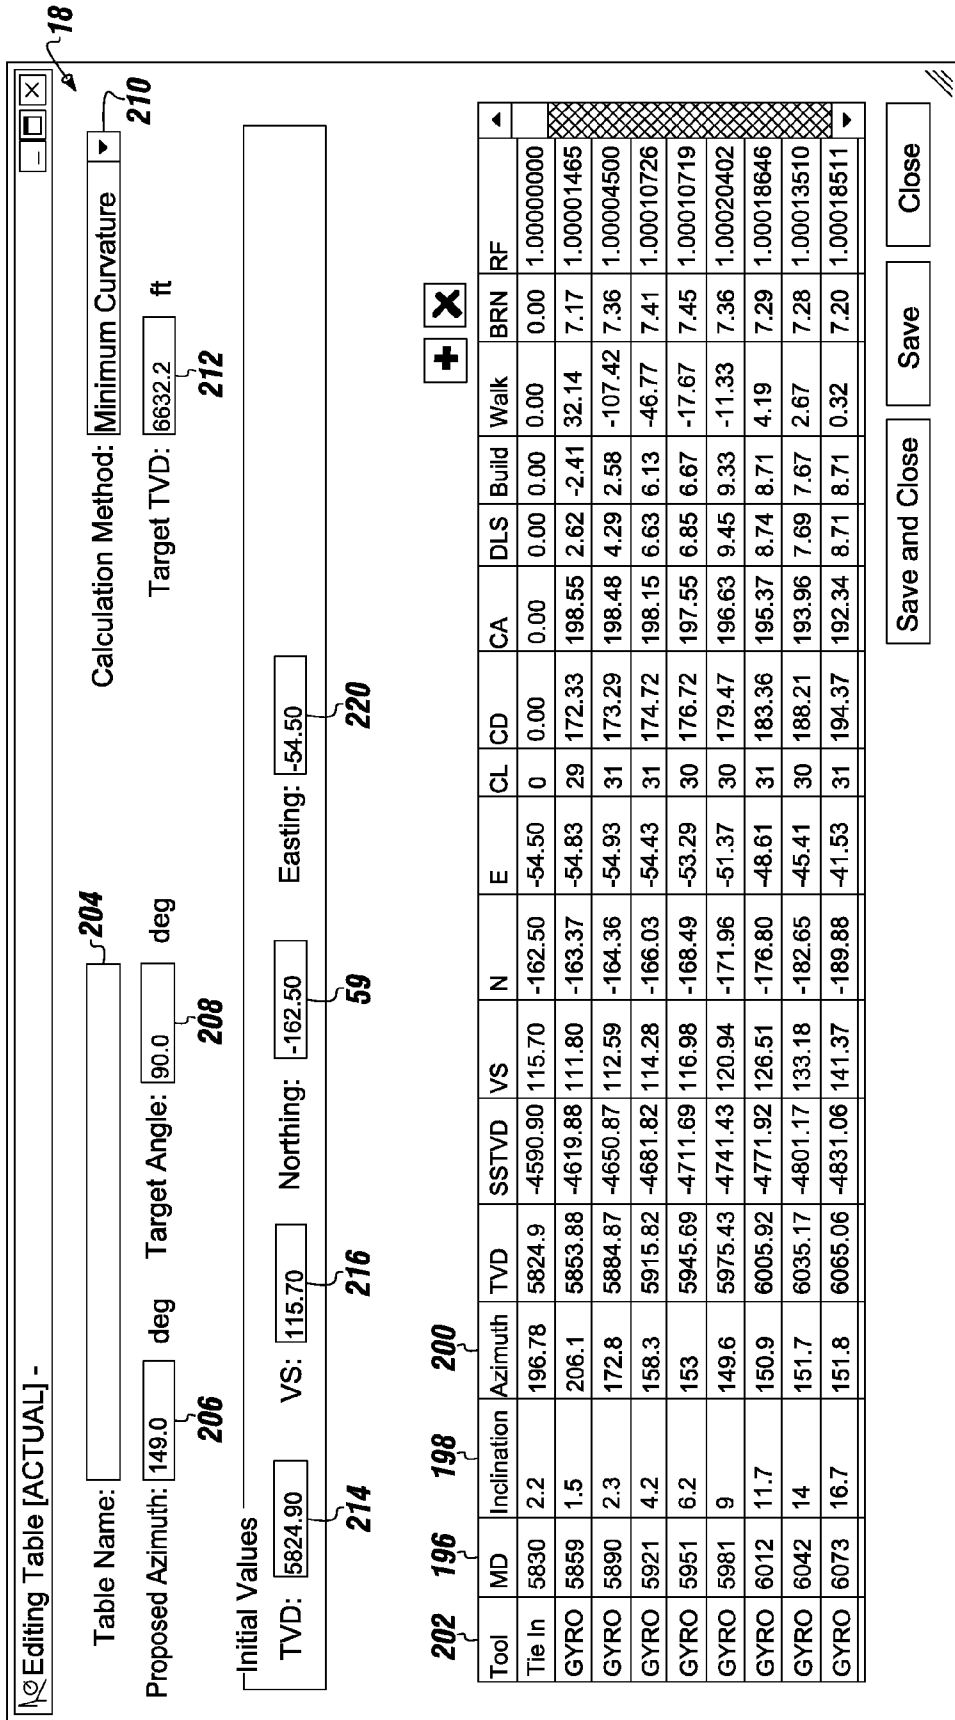 18
Editing Table [ACTUAL] -
Table Name: 204 Calculation Method: Minimum Curvature 210
Proposed Azimuth: 149.0 deg Target Angle: 90.0 deg Target TVD: 6632.2 ft
206 208 212
Initial Values
TVD: 5824.90 VS: 115.70 Northing: -162.50 Easting: -54.50
214 216 59 220
202 196 198 200
Tool MD Inclination Azimuth TVD SSTVD VS N E CL CD CA DLS Build Walk BRN RF
Tie In 5830 2.2 196.78 5824.9 -4590.90 115.70 -162.50 -54.50 0 0.00 0.00 0.00 0.00 0.00 0.00 1.00000000
GYRO 5859 1.5 206.1 5853.88 -4619.88 111.80 -163.37 -54.83 29 172.33 198.55 2.62 -2.41 32.14 7.17 1.00001465
GYRO 5890 2.3 172.8 5884.87 -4650.87 112.59 -164.36 -54.93 31 173.29 198.48 4.29 2.58 -107.42 7.36 1.00004500
GYRO 5921 4.2 158.3 5915.82 -4681.82 114.28 -166.03 -54.43 31 174.72 198.15 6.63 6.13 -46.77 7.41 1.00010726
GYRO 5951 6.2 153 5945.69 -4711.69 116.98 -168.49 -53.29 30 176.72 197.55 6.85 6.67 -17.67 7.45 1.00010719
GYRO 5981 9 149.6 5975.43 -4741.43 120.94 -171.96 -51.37 30 179.47 196.63 9.45 9.33 -11.33 7.36 1.00020402
GYRO 6012 11.7 150.9 6005.92 -4771.92 126.51 -176.80 -48.61 31 183.36 195.37 8.74 8.71 4.19 7.29 1.00018646
GYRO 6042 14 151.7 6035.17 -4801.17 133.18 -182.65 -45.41 30 188.21 193.96 7.69 7.67 2.67 7.28 1.00013510
GYRO 6073 16.7 151.8 6065.06 -4831.06 141.37 -189.88 -41.53 31 194.37 192.34 8.71 8.71 0.32 7.20 1.00018511
Save and Close Save Close